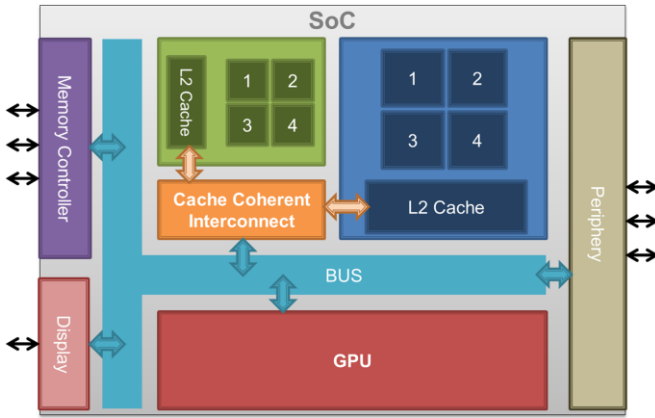 SoC
Memory Controller
L2 Cache
1 2
3 4
1 2
3 4
L2 Cache
Cache Coherent
Interconnect
Periphery
BUS
Display
GPU